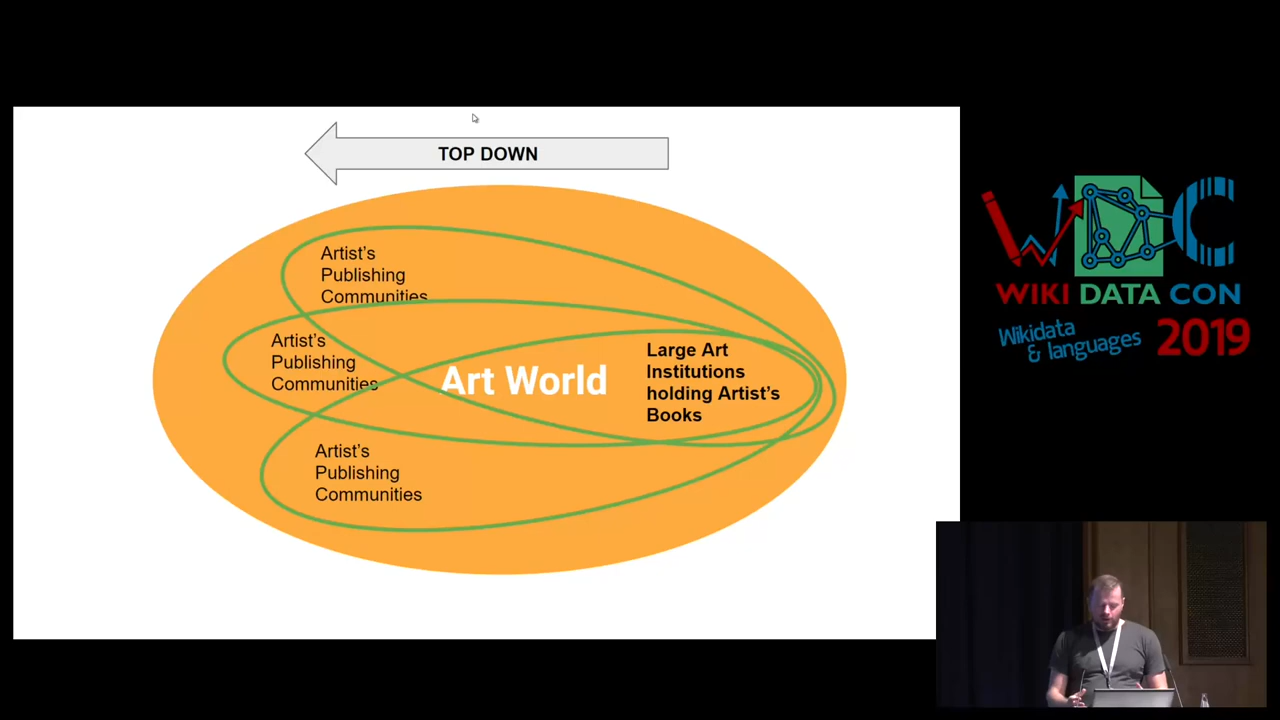 TOP DOWN
Artist's
Publishing
Communities
Artist's
Publishing
Communities
Art World
Large Art
Institutions
holding Artist's
Books
Artist's
Publishing
Communities
WDC
WIKI DATA CON
Wikidata
& languages
2019